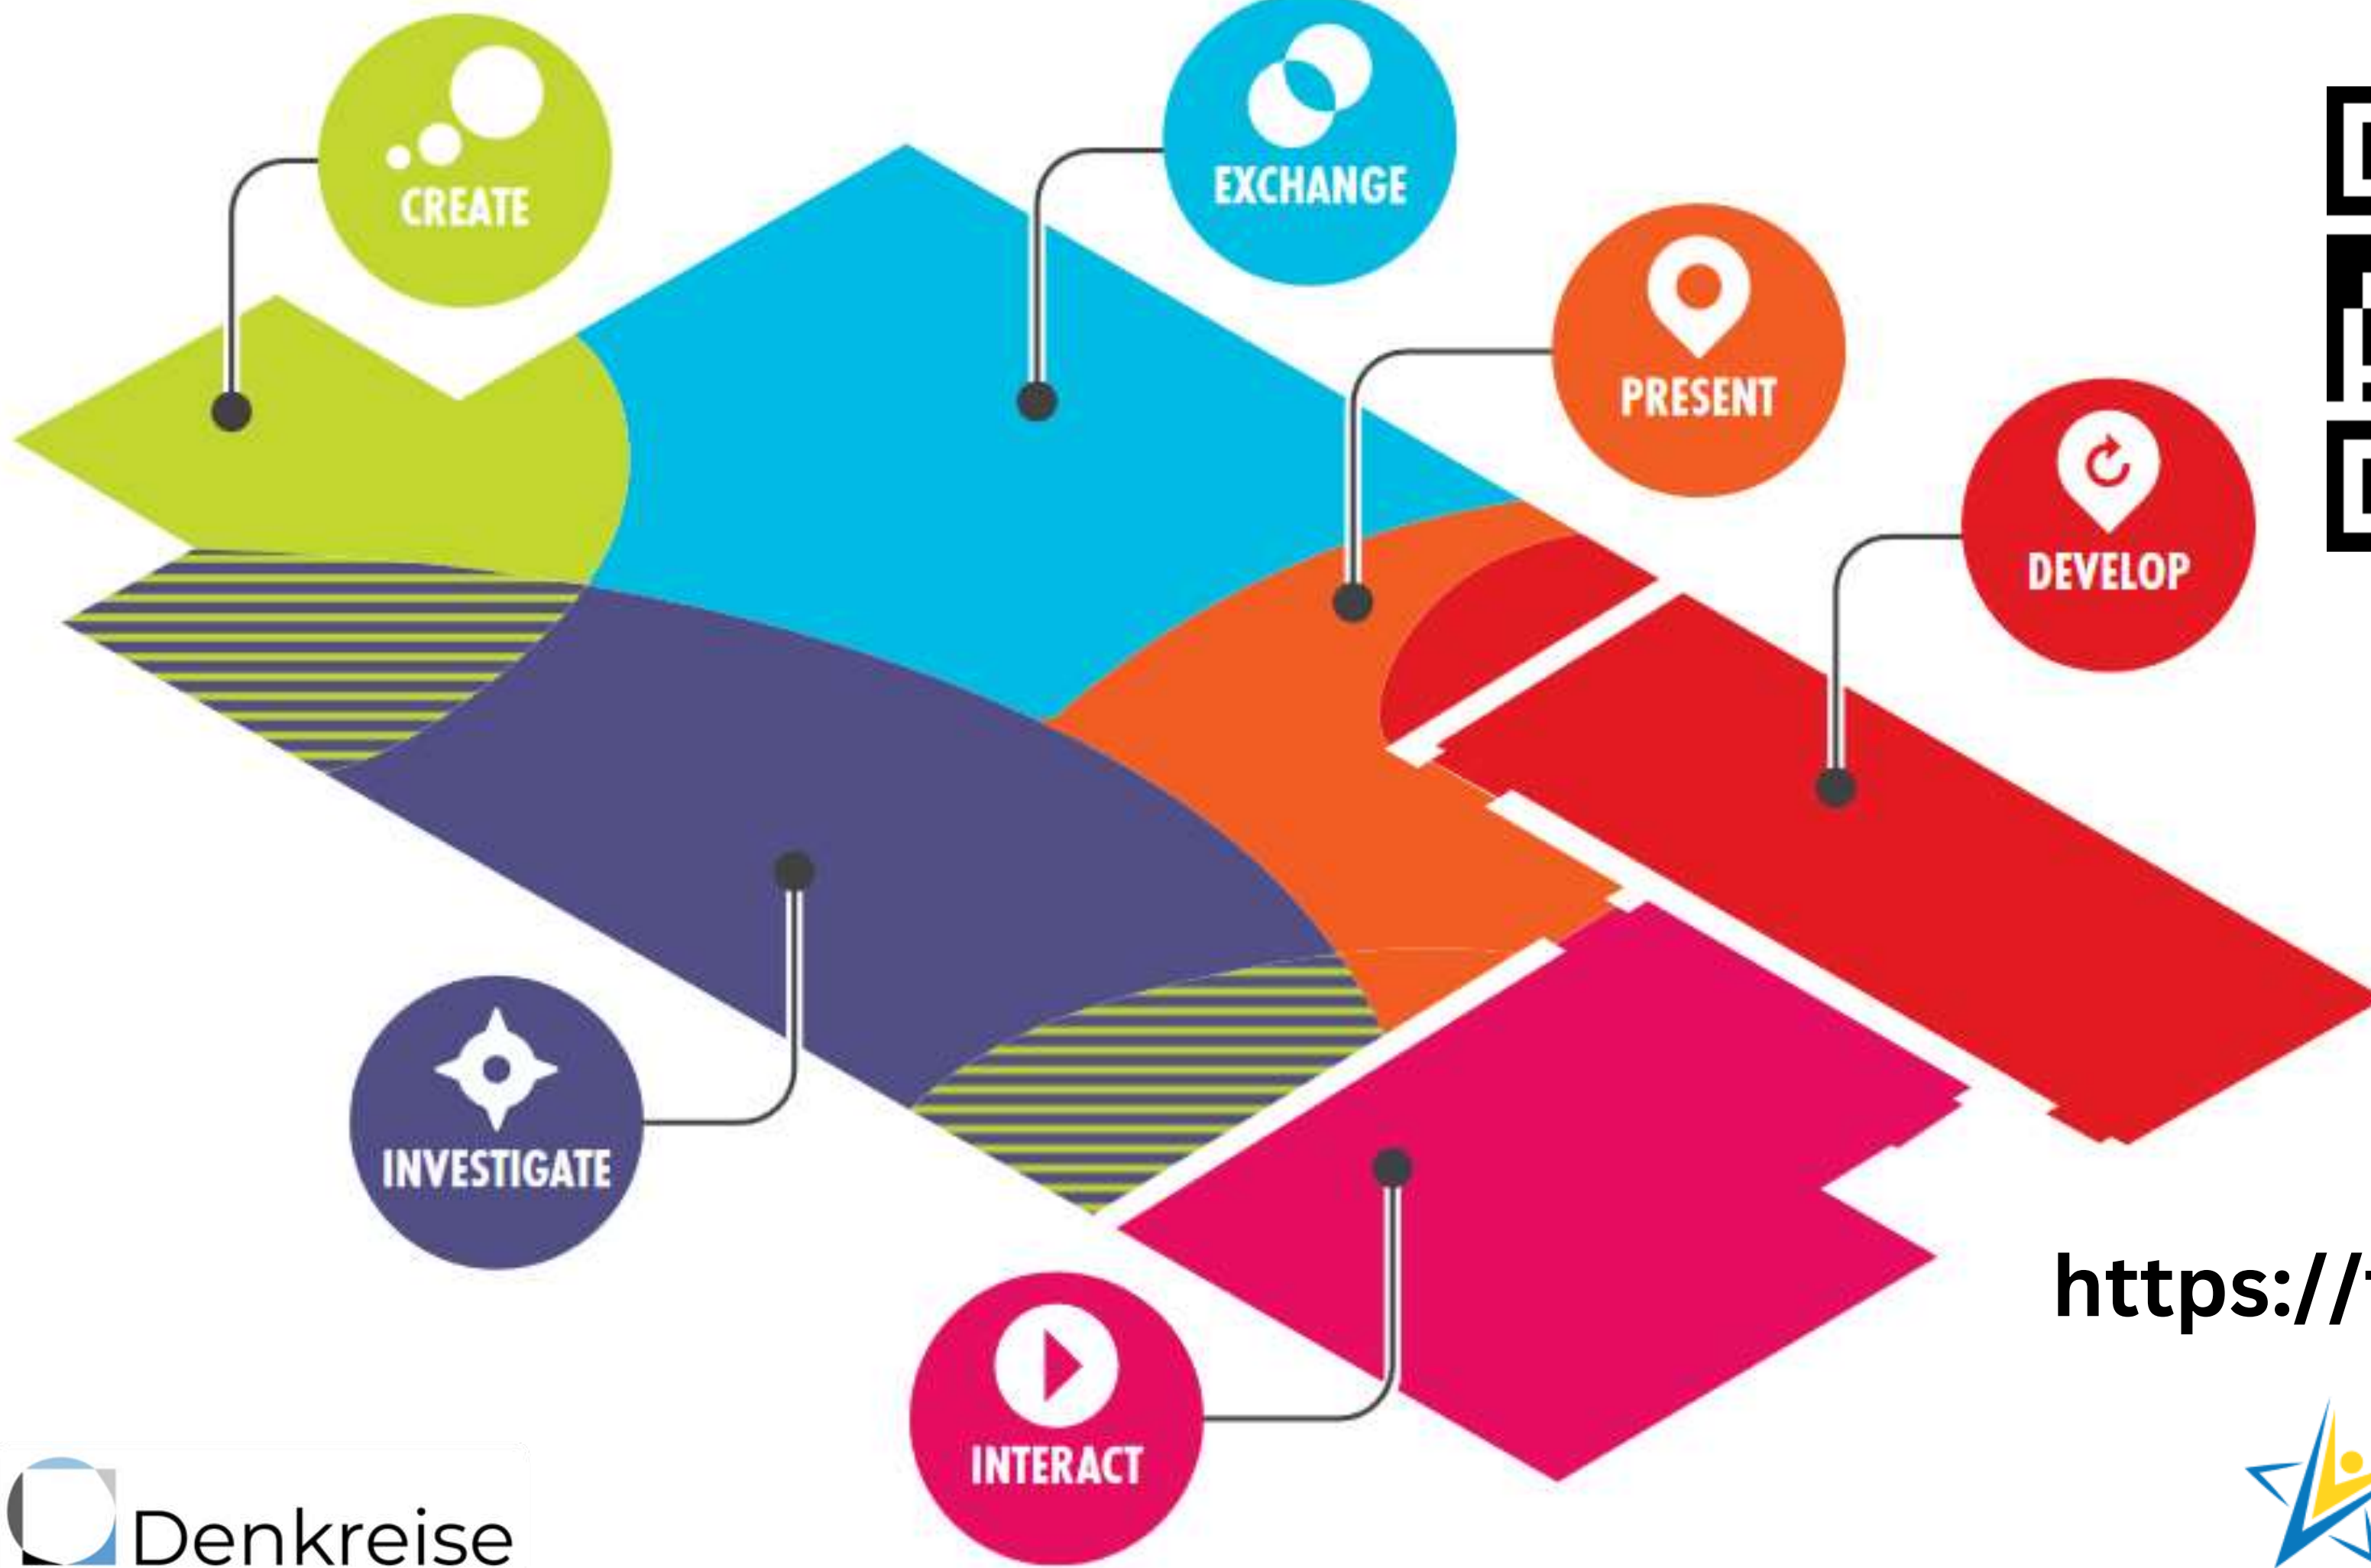 CREATE
EXCHANGE
PRESENT
DEVELOP
INVESTIGATE
INTERACT
https://
Denkreise